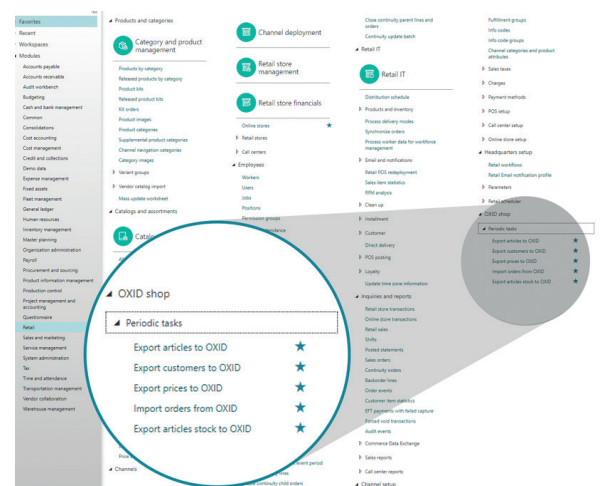 Favorites
Recent
Workspaces
Modules
Accounts payable
Accounts receivable
Audit workbench
Budgeting
Cash and bank management
Common
Consolidations
Cost accounting
Cost management
Credit and collections
Demo data
Expense management
Fixed assets
Fleet management
General ledger
Human resources
Inventory management
Master planning
Organization administration
Payroll
Procurement and sourcing
Product information management
Production control
Project management and
accounting
Questionnaire
Retail
Sales and marketing
Service management
System administration
Tax
Time and attendance
Transportation management
Vendor collaboration
Warehouse management
Products and categories
Category and product
management
Products by category
Released products by category
Product kits
Released product kits
Kit orders
Product images
Product categories
Supplemental product categories
Channel navigation categories
Category images
Variant groups
Vendor catalog import
Mass update worksheet
Catalogs and assortments
Channels
Channel deployment
Retail store
management
Retail store financials
Online stores
Retail stores
Call centers
Employees
Workers
Users
Jobs
Positions
Permission groups
event period
continuity child orders
OXID shop
Periodic tasks
Export articles to OXID
Export customers to OXID
Export prices to OXID
Import orders from OXID
Export articles stock to OXID
Close continuity parent lines and
orders
Continuity update batch
Retail IT
Retail IT
Distribution schedule
Products and inventory
Process delivery modes
Synchronize orders
Process worker data for workforce
management
Email and notifications
Retail POS redeployment
Sales item statistics
RFM analysis
Clean up
Installment
Customer
Direct delivery
POS posting
Loyalty
Update time zone information
Inquiries and reports
Retail store transactions
Online store transactions
Retail sales
Shifts
Posted statements
Sales orders
Continuity orders
Backorder lines
Order events
Customer item statistics
EFT payments with failed capture
Forced void transactions
Audit events
Commerce Data Exchange
Sales reports
Call center reports
Channel setup
Fulfillment groups
Info codes
Info code groups
Channel categories and product
attributes
Sales taxes
Charges
Payment methods
POS setup
Call center setup
Online store setup
Headquarters setup
Retail workflows
Retail Email notification profile
Parameters
Retail scheduler
OXID shop
Periodic tasks
Export articles to OXID
Export customers to OXID
Export prices to OXID
Import orders from OXID
Export articles stock to OXID